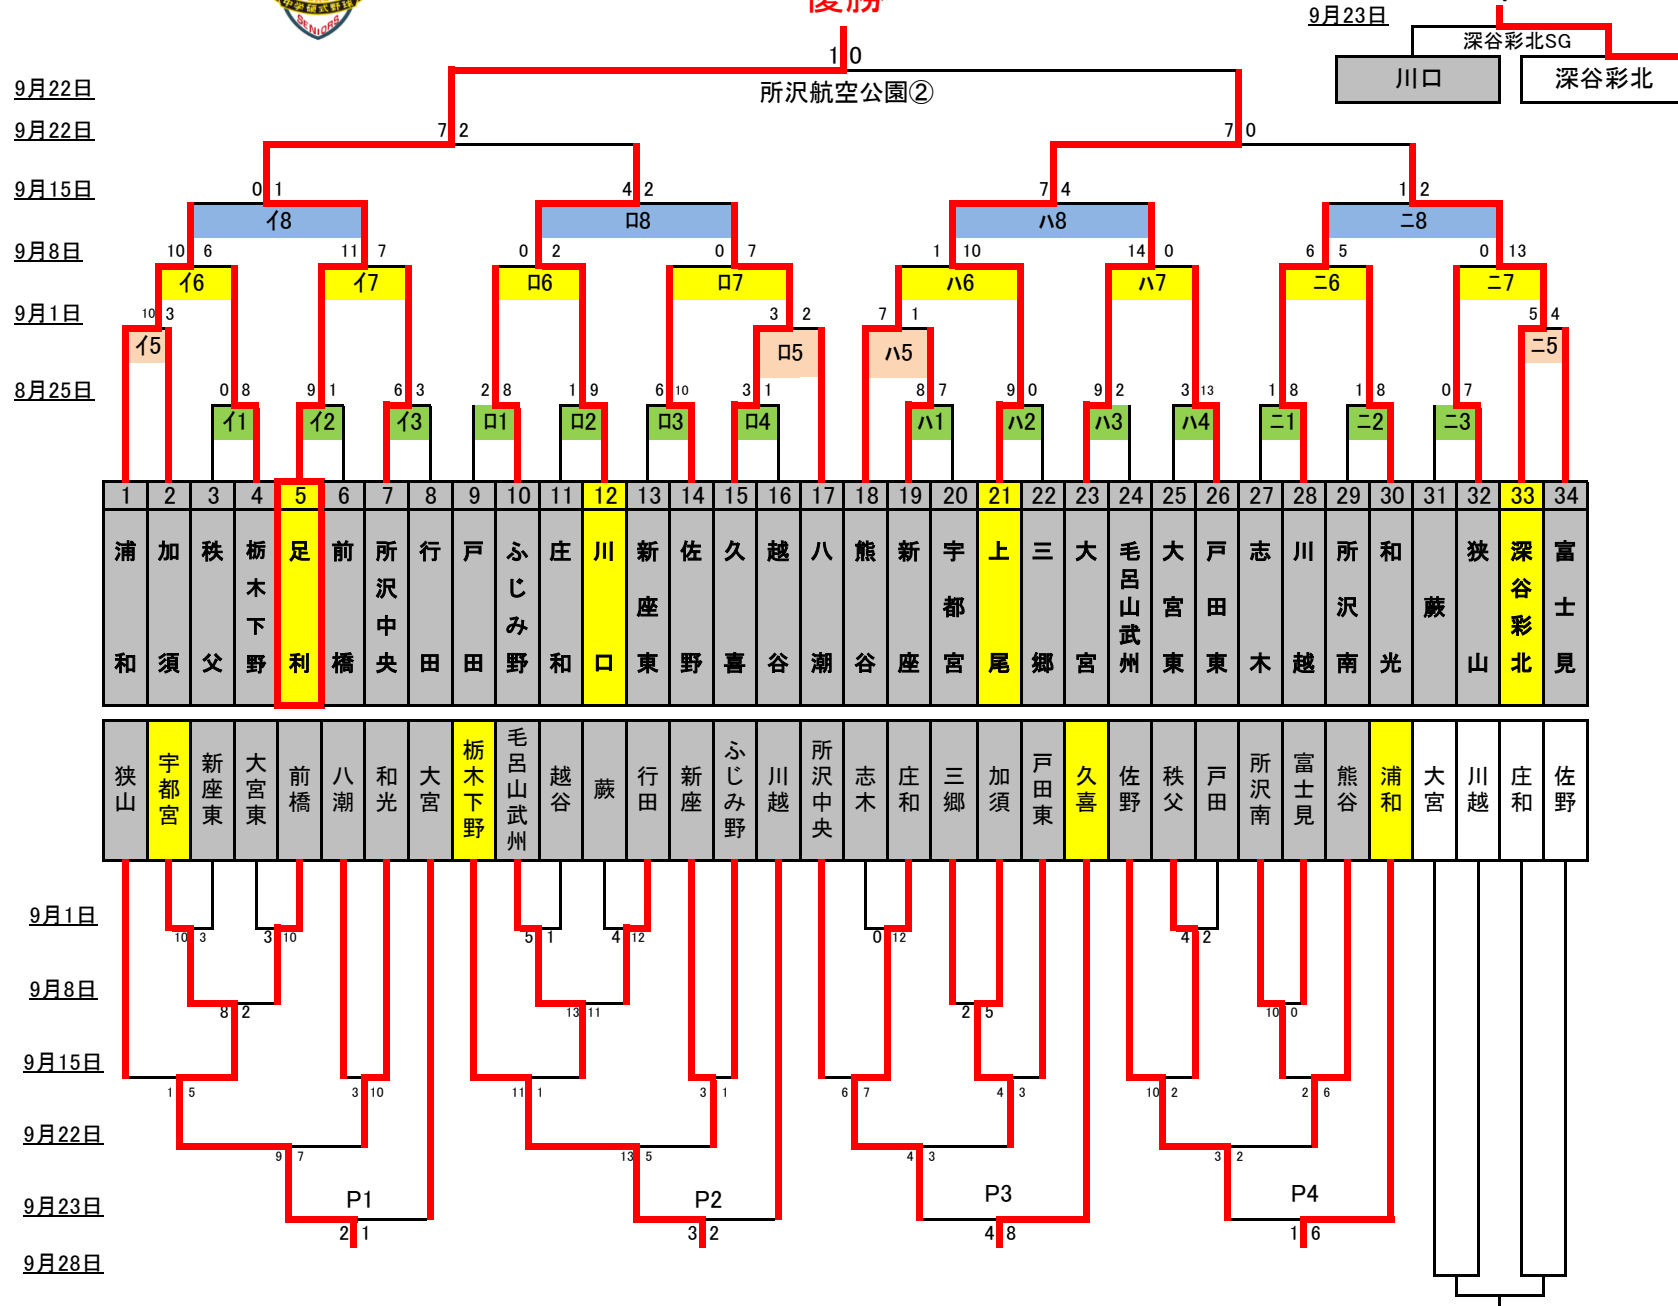 中学硬式野球
SENIORS
優勝
9月23日
深谷彩北SG
川口
深谷彩北
1 0
所沢航空公園②
9月22日
9月22日
7 2
7 0
9月15日
0 1
4 2
7 4
1 2
イ8
ロ8
ハ8
ニ8
9月8日
10 6
11 7
0 2
0 7
1 10
14 0
6 5
0 13
イ6
イ7
ロ6
ロ7
ハ6
ハ7
ニ6
ニ7
9月1日
10 3
3 2
7 1
5 4
イ5
ロ5
ハ5
ニ5
8月25日
0 8
9 1
6 3
2 8
1 9
6 10
3 1
8 7
9 0
9 2
3 13
1 8
1 8
0 7
イ1
イ2
イ3
ロ1
ロ2
ロ3
ロ4
ハ1
ハ2
ハ3
ハ4
ニ1
ニ2
ニ3
1 2 3 4 5 6 7 8 9 10 11 12 13 14 15 16 17 18 19 20 21 22 23 24 25 26 27 28 29 30 31 32 33 34
浦和
加須
秩父
栃木下野
足利
前橋
所沢中央
行田
戸田
ふじみ野
庄和
川口
新座東
佐野
久喜
越谷
八潮
熊谷
新座
宇都宮
上尾
三郷
大宮
毛呂山武州
大宮東
戸田東
志木
川越
所沢南
和光
蕨
狭山
深谷彩北
富士見
狭山
宇都宮
新座東
大宮東
前橋
八潮
和光
大宮
栃木下野
毛呂山武州
越谷
蕨
行田
新座
ふじみ野
川越
所沢中央
志木
庄和
三郷
加須
戸田東
久喜
佐野
秩父
戸田
所沢南
富士見
熊谷
浦和
大宮
川越
庄和
佐野
9月1日
10 3
3 10
5 1
4 12
0 12
4 2
9月8日
8 2
13 11
2 5
10 0
9月15日
1 5
3 10
11 1
3 1
6 7
4 3
10 2
2 6
9月22日
9 7
13 5
4 3
3 2
9月23日
P1
P2
P3
P4
2 1
3 2
4 8
1 6
9月28日